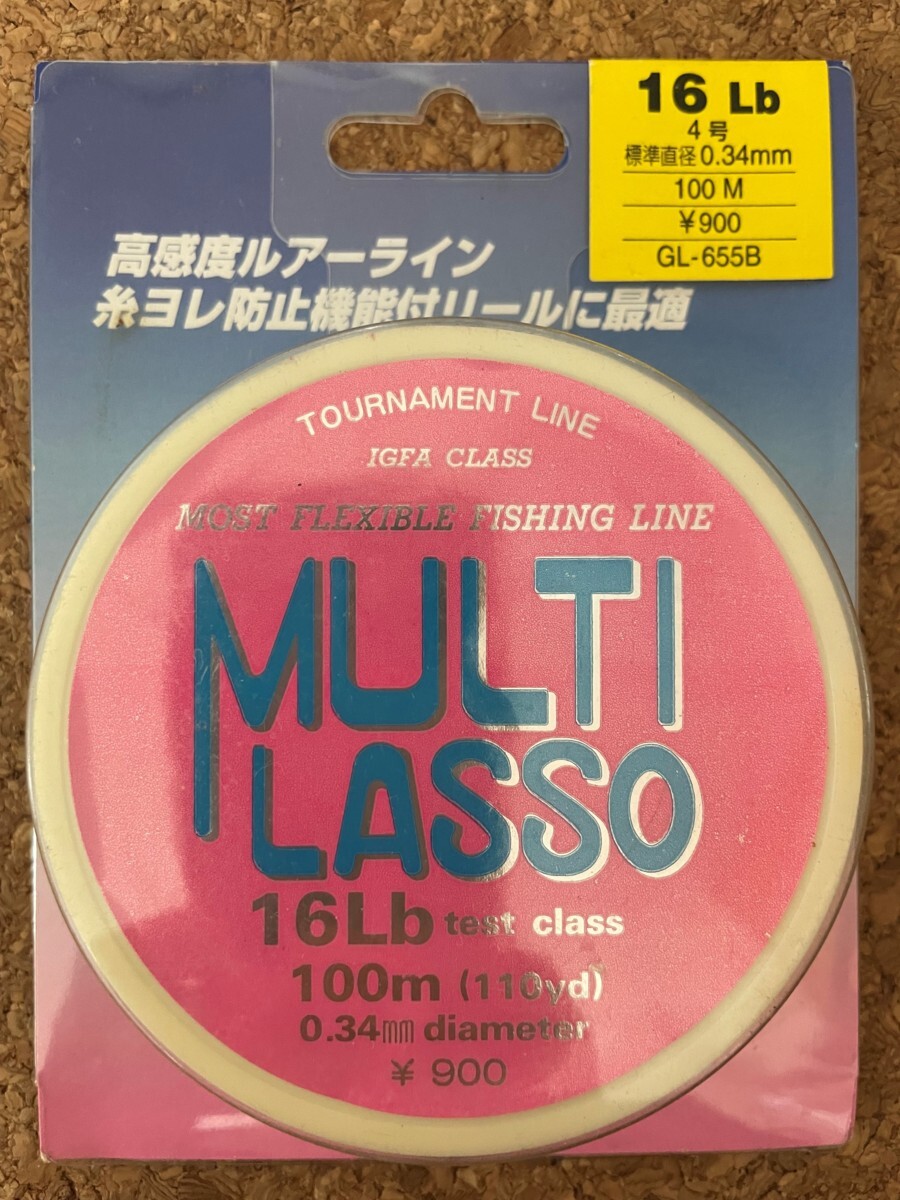 16 Lb
4号
標準直径0.34mm
100 M
¥900
GL-655B
高感度ルアーライン
糸ヨレ防止機能付リールに最適
TOURNAMENT LINE
IGFA CLASS
MOST FLEXIBLE FISHING LINE
MULTI
LASSO
16Lb test class
100m (110yd)
0.34㎜ diameter
¥ 900